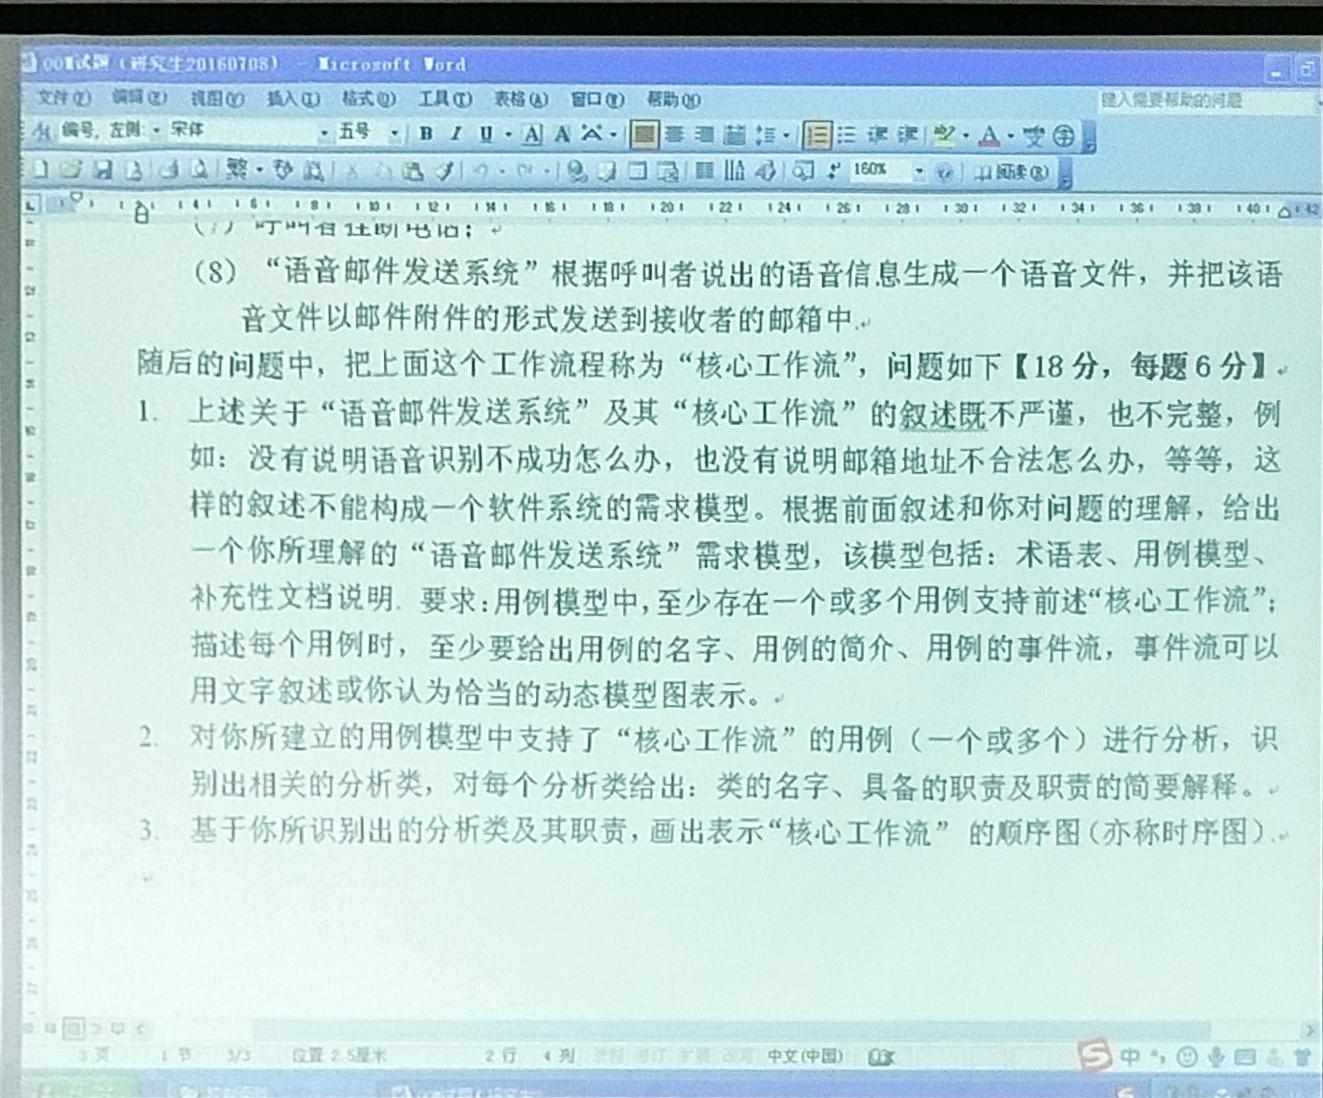 OOM试题（研究生20160708） - Microsoft Word
文件(F) 编辑(E) 视图(V) 插入(I) 格式(O) 工具(T) 表格(A) 窗口(W) 帮助(H) 键入需要帮助的问题
编号, 左侧: 宋体 五号 B I U A A
繁 160% 阅读(R)
(7) 呼叫者挂断电话；
(8) “语音邮件发送系统”根据呼叫者说出的语音信息生成一个语音文件，并把该语
音文件以邮件附件的形式发送到接收者的邮箱中.
随后的问题中，把上面这个工作流程称为“核心工作流”，问题如下【18分，每题6分】
1. 上述关于“语音邮件发送系统”及其“核心工作流”的叙述既不严谨，也不完整，例
如：没有说明语音识别不成功怎么办，也没有说明邮箱地址不合法怎么办，等等，这
样的叙述不能构成一个软件系统的需求模型。根据前面叙述和你对问题的理解，给出
一个你所理解的“语音邮件发送系统”需求模型，该模型包括：术语表、用例模型、
补充性文档说明. 要求:用例模型中,至少存在一个或多个用例支持前述“核心工作流”;
描述每个用例时，至少要给出用例的名字、用例的简介、用例的事件流，事件流可以
用文字叙述或你认为恰当的动态模型图表示。
2. 对你所建立的用例模型中支持了“核心工作流”的用例（一个或多个）进行分析，识
别出相关的分析类，对每个分析类给出：类的名字、具备的职责及职责的简要解释。
3. 基于你所识别出的分析类及其职责,画出表示“核心工作流” 的顺序图(亦称时序图).
3 页 1 节 3/3 位置 2.5厘米 2 行 4 列 录制 修订 扩展 改写 中文(中国) 中